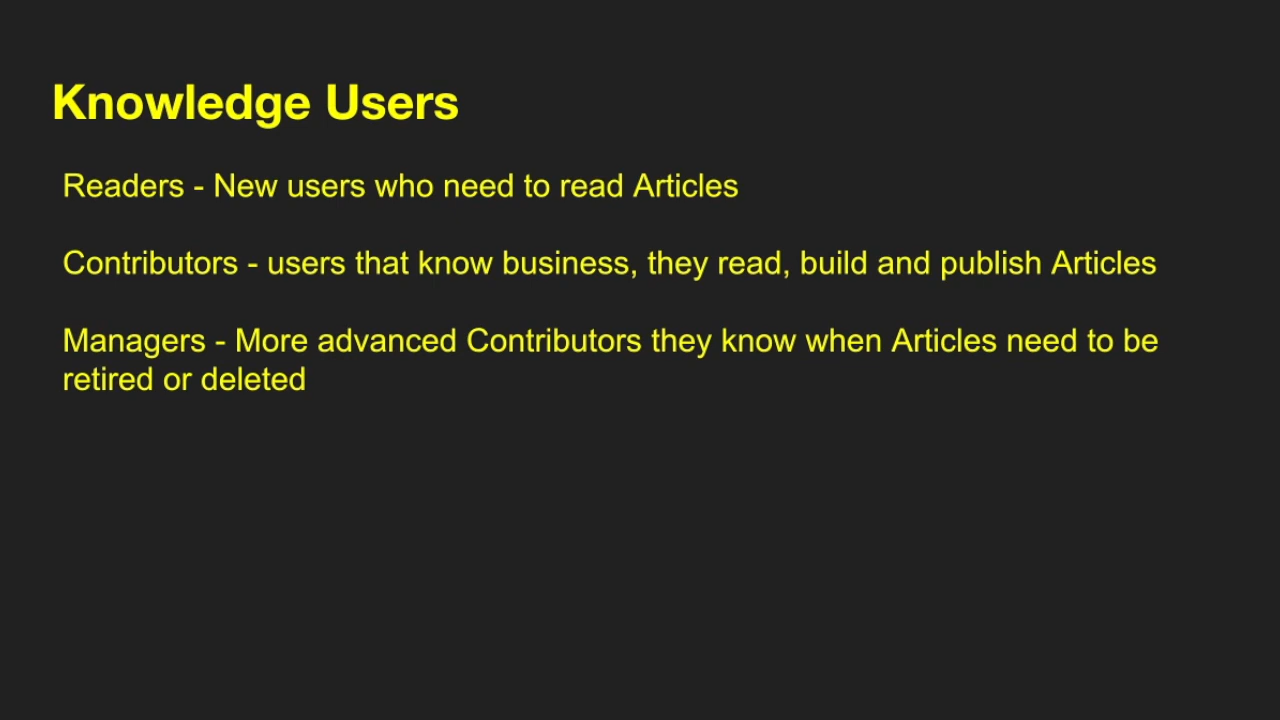 Knowledge Users
Readers - New users who need to read Articles
Contributors - users that know business, they read, build and publish Articles
Managers - More advanced Contributors they know when Articles need to be
retired or deleted